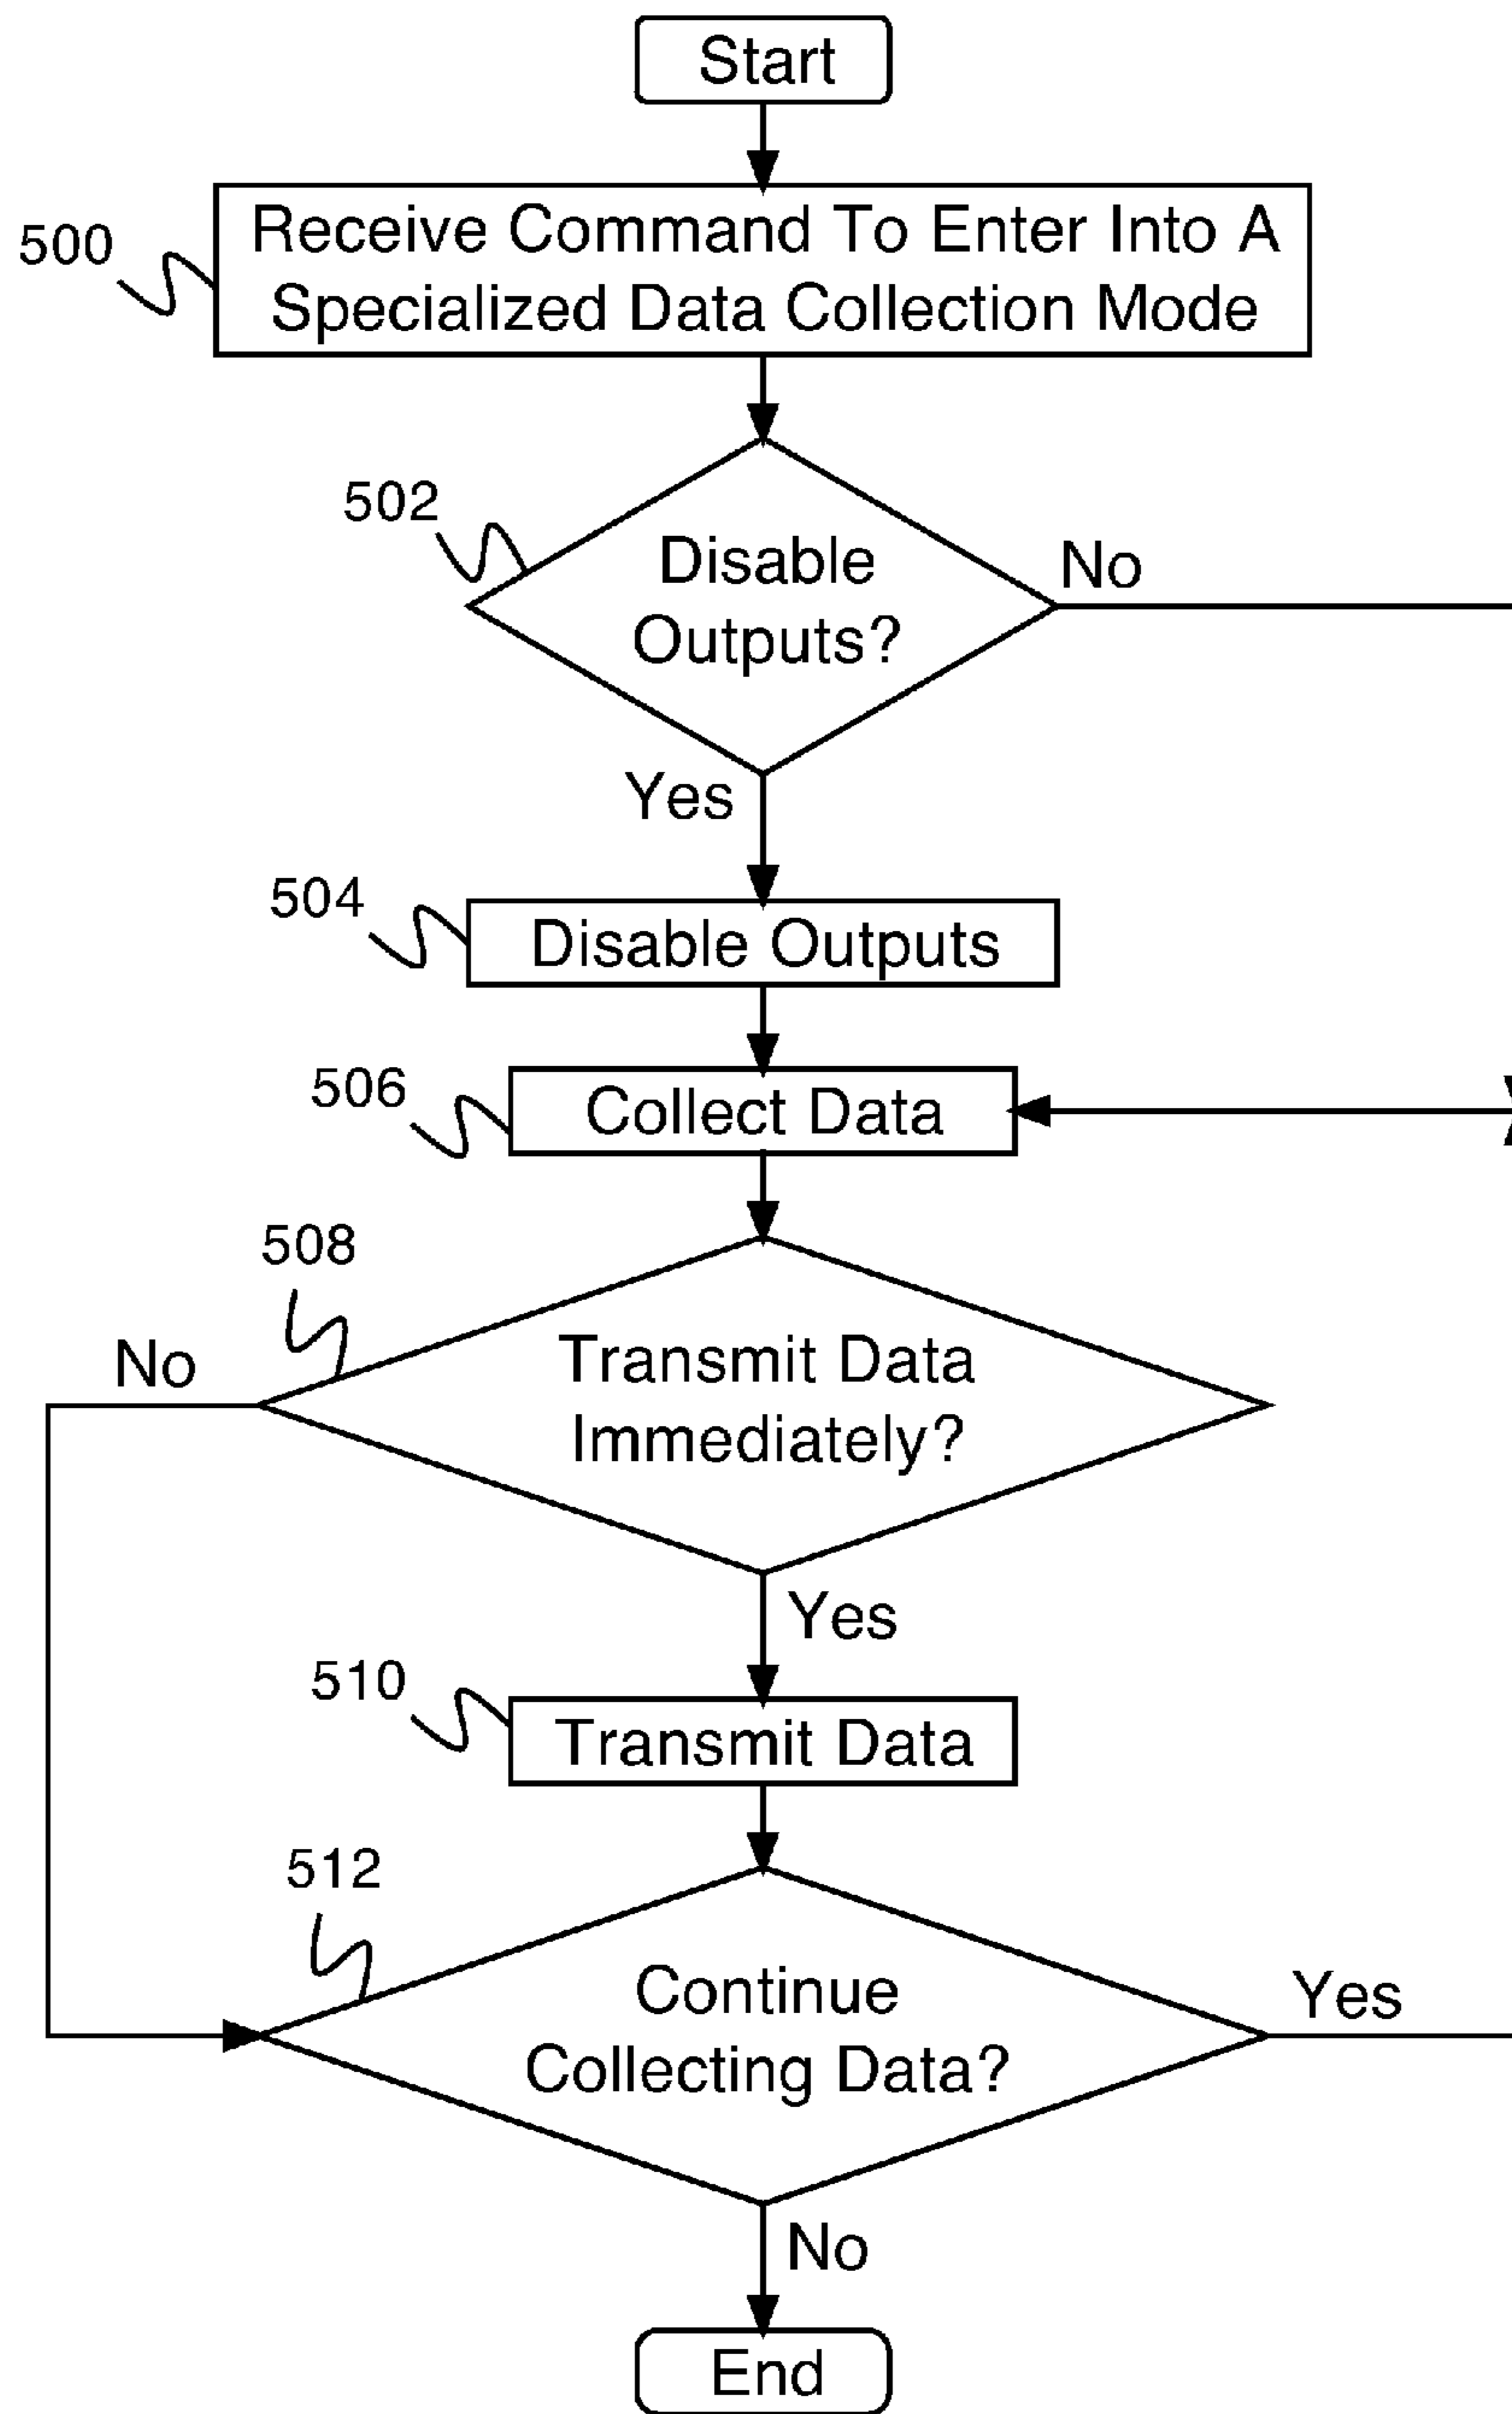 Start
500
Receive Command To Enter Into A
Specialized Data Collection Mode
502
Disable
Outputs?
No
Yes
504
Disable Outputs
506
Collect Data
508
No
Transmit Data
Immediately?
Yes
510
Transmit Data
512
Continue
Collecting Data?
Yes
No
End